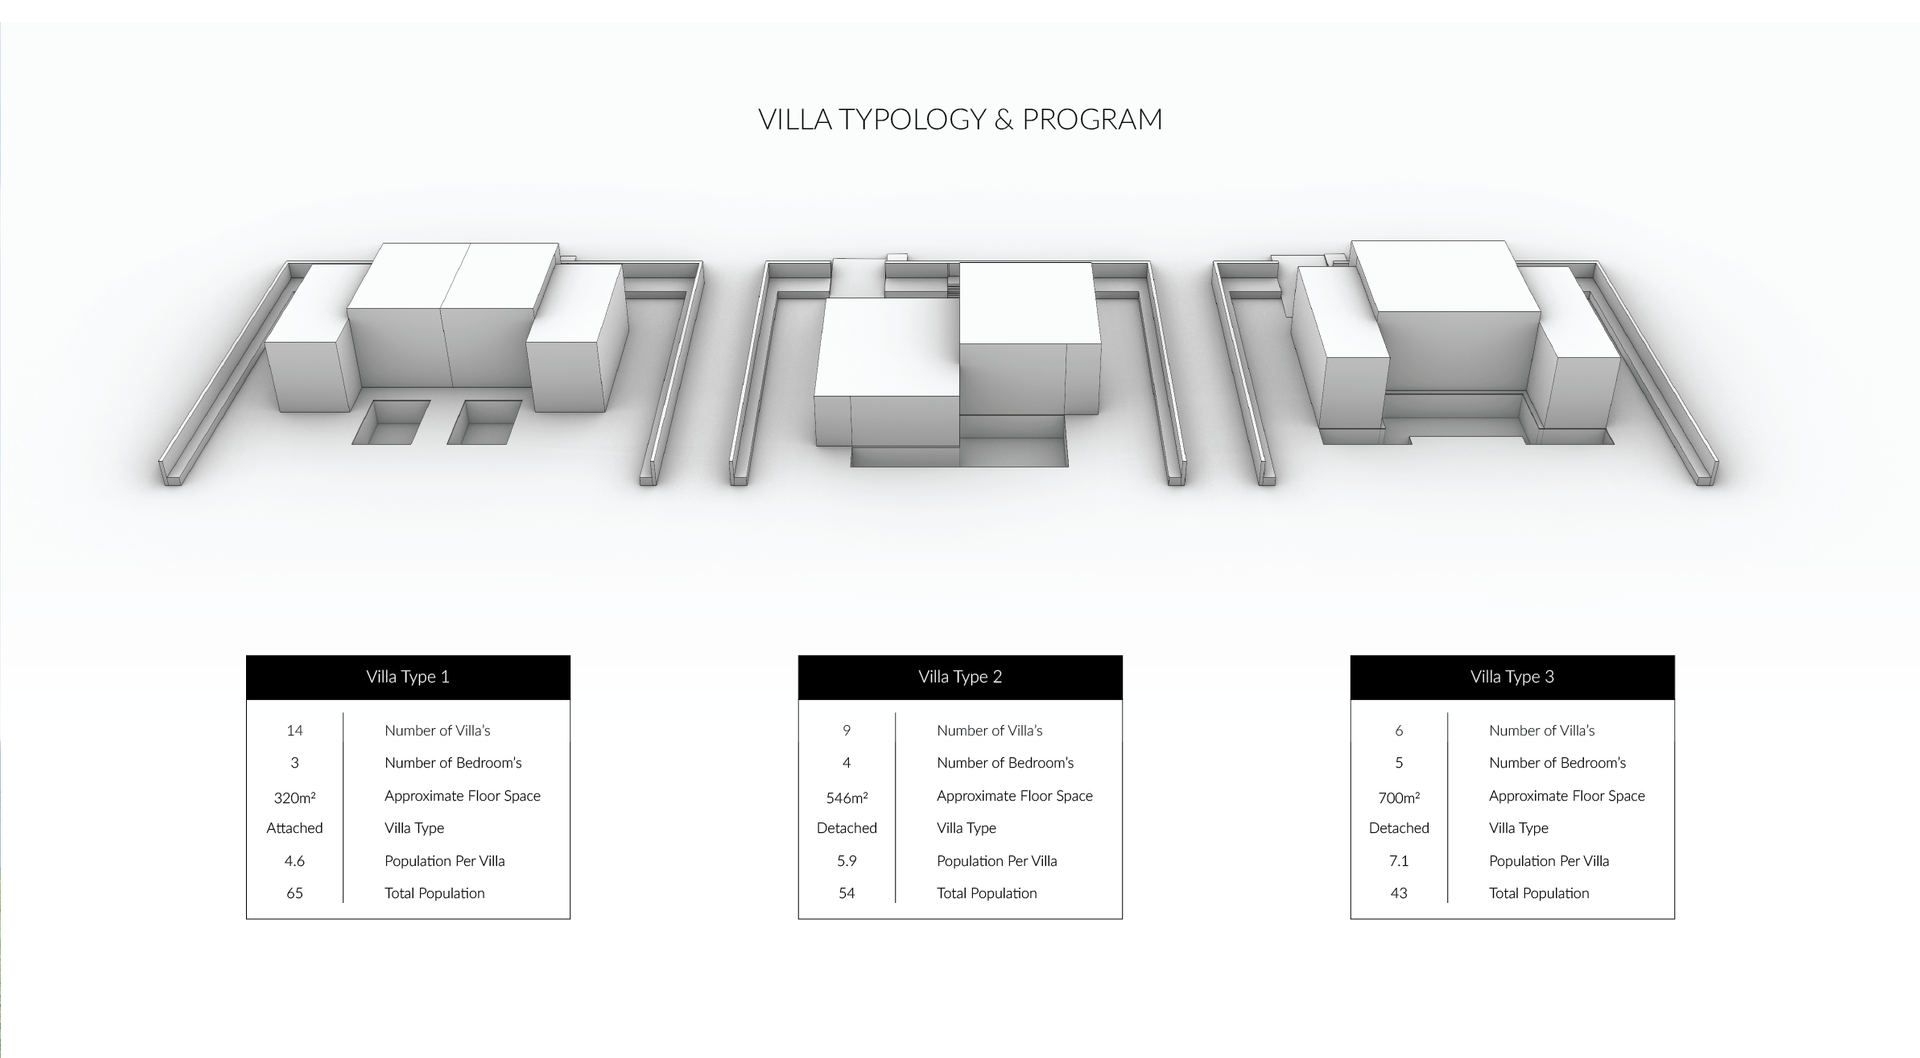 VILLA TYPOLOGY & PROGRAM
Villa Type 1
14 Number of Villa's
3 Number of Bedroom's
320m² Approximate Floor Space
Attached Villa Type
4.6 Population Per Villa
65 Total Population
Villa Type 2
9 Number of Villa's
4 Number of Bedroom's
546m² Approximate Floor Space
Detached Villa Type
5.9 Population Per Villa
54 Total Population
Villa Type 3
6 Number of Villa's
5 Number of Bedroom's
700m² Approximate Floor Space
Detached Villa Type
7.1 Population Per Villa
43 Total Population